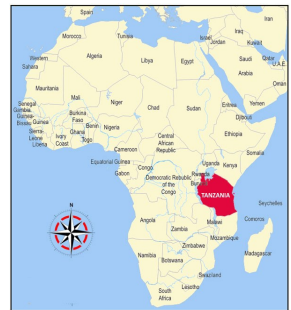 Spain
Iran
Morocco
Tunisia
Israel
Iraq
Jordan
Kuwait
Algeria
Libya
Egypt
Saudi
Arabia
Qatar
U.A.E.
Western
Sahara
Mauritania
Mali
Niger
Chad
Sudan
Eritrea
Yemen
Djibouti
Senegal
Gambia
Guinea-
Bissau
Guinea
Sierra-
Leone
Liberia
Burkina
Faso
Ivory
Coast
Ghana
Togo
Benin
Nigeria
Cameroon
Central
African
Republic
Ethiopia
Somalia
Equatorial Guinea
Gabon
Congo
Democratic Republic
of the
Congo
Uganda
Kenya
Rwanda
TANZANIA
Seychelles
Comoros
Angola
Zambia
Malawi
Mozambique
Madagascar
Zimbabwe
Namibia
Botswana
Swaziland
South
Africa
Lesotho
N